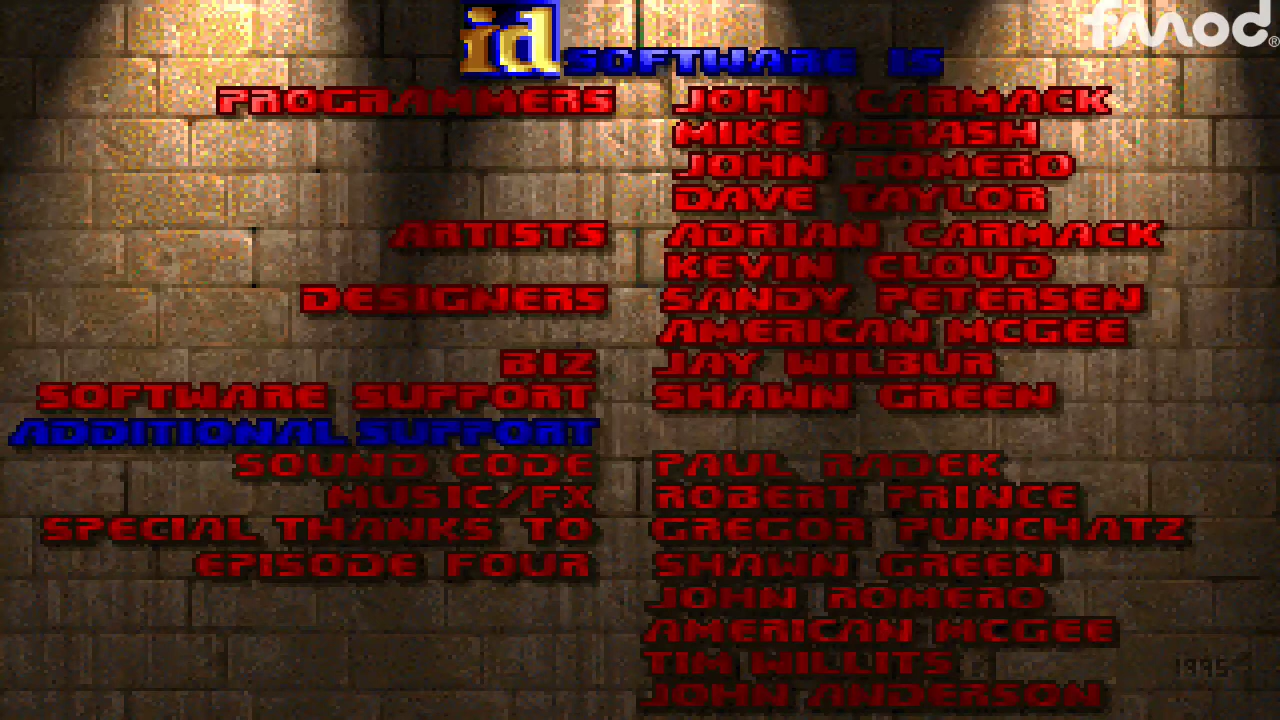 fmod®
id SOFTWARE IS
PROGRAMMERS JOHN CARMACK
MIKE ABRASH
JOHN ROMERO
DAVE TAYLOR
ARTISTS ADRIAN CARMACK
KEVIN CLOUD
DESIGNERS SANDY PETERSEN
AMERICAN MCGEE
BIZ JAY WILBUR
SOFTWARE SUPPORT SHAWN GREEN
ADDITIONAL SUPPORT
SOUND CODE PAUL RADEK
MUSIC/FX ROBERT PRINCE
SPECIAL THANKS TO GREGOR PUNCHATZ
EPISODE FOUR SHAWN GREEN
JOHN ROMERO
AMERICAN MCGEE
TIM WILLITS
JOHN ANDERSON
1995